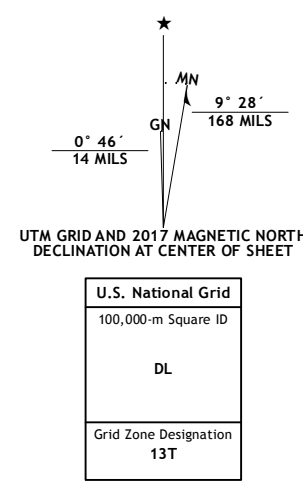 ★
MN
GN
9° 28´
168 MILS
0° 46´
14 MILS
UTM GRID AND 2017 MAGNETIC NORTH
DECLINATION AT CENTER OF SHEET
U.S. National Grid
100,000-m Square ID
DL
Grid Zone Designation
13T